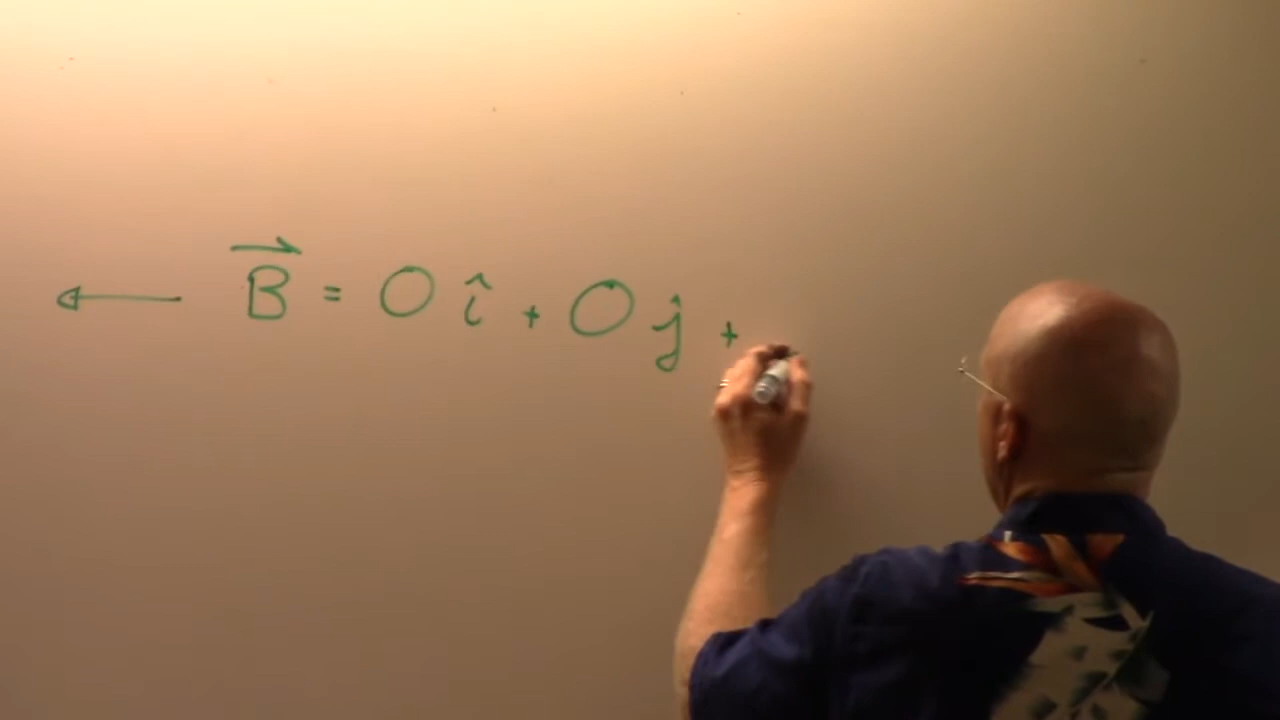 ← B⃗ = 0 î + 0 ĵ +